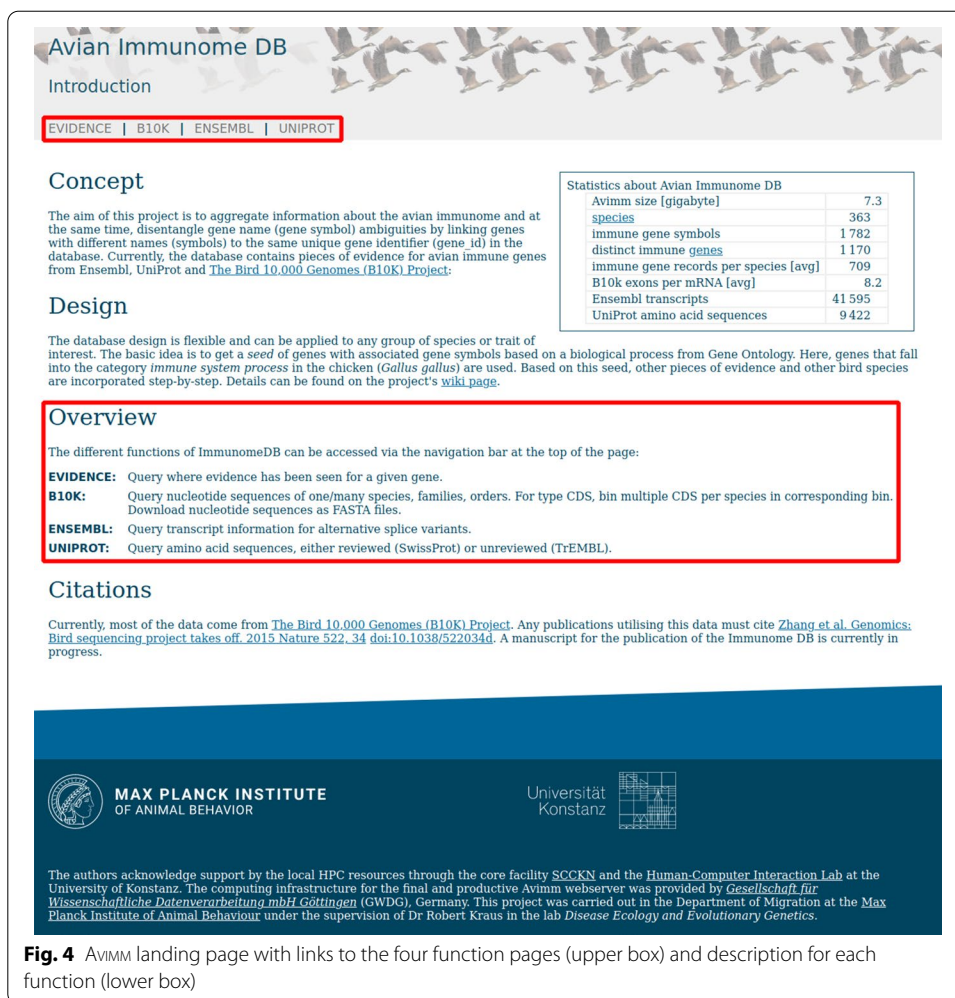 Avian Immunome DB
Introduction
EVIDENCE | B10K | ENSEMBL | UNIPROT
Concept
The aim of this project is to aggregate information about the avian immunome and at
the same time, disentangle gene name (gene symbol) ambiguities by linking genes
with different names (symbols) to the same unique gene identifier (gene_id) in the
database. Currently, the database contains pieces of evidence for avian immune genes
from Ensembl, UniProt and The Bird 10,000 Genomes (B10K) Project:
Statistics about Avian Immunome DB
Avimm size [gigabyte] 7.3
species 363
immune gene symbols 1 782
distinct immune genes 1 170
immune gene records per species [avg] 709
B10k exons per mRNA [avg] 8.2
Ensembl transcripts 41 595
UniProt amino acid sequences 9 422
Design
The database design is flexible and can be applied to any group of species or trait of
interest. The basic idea is to get a seed of genes with associated gene symbols based on a biological process from Gene Ontology. Here, genes that fall
into the category immune system process in the chicken (Gallus gallus) are used. Based on this seed, other pieces of evidence and other bird species
are incorporated step-by-step. Details can be found on the project's wiki page.
Overview
The different functions of ImmunomeDB can be accessed via the navigation bar at the top of the page:
EVIDENCE: Query where evidence has been seen for a given gene.
B10K: Query nucleotide sequences of one/many species, families, orders. For type CDS, bin multiple CDS per species in corresponding bin.
Download nucleotide sequences as FASTA files.
ENSEMBL: Query transcript information for alternative splice variants.
UNIPROT: Query amino acid sequences, either reviewed (SwissProt) or unreviewed (TrEMBL).
Citations
Currently, most of the data come from The Bird 10,000 Genomes (B10K) Project. Any publications utilising this data must cite Zhang et al. Genomics:
Bird sequencing project takes off. 2015 Nature 522, 34 doi:10.1038/522034d. A manuscript for the publication of the Immunome DB is currently in
progress.
MAX PLANCK INSTITUTE
OF ANIMAL BEHAVIOR
Universität
Konstanz
The authors acknowledge support by the local HPC resources through the core facility SCCKN and the Human-Computer Interaction Lab at the
University of Konstanz. The computing infrastructure for the final and productive Avimm webserver was provided by Gesellschaft für
Wissenschaftliche Datenverarbeitung mbH Göttingen (GWDG), Germany. This project was carried out in the Department of Migration at the Max
Planck Institute of Animal Behaviour under the supervision of Dr Robert Kraus in the lab Disease Ecology and Evolutionary Genetics.
Fig. 4 AVIMM landing page with links to the four function pages (upper box) and description for each
function (lower box)